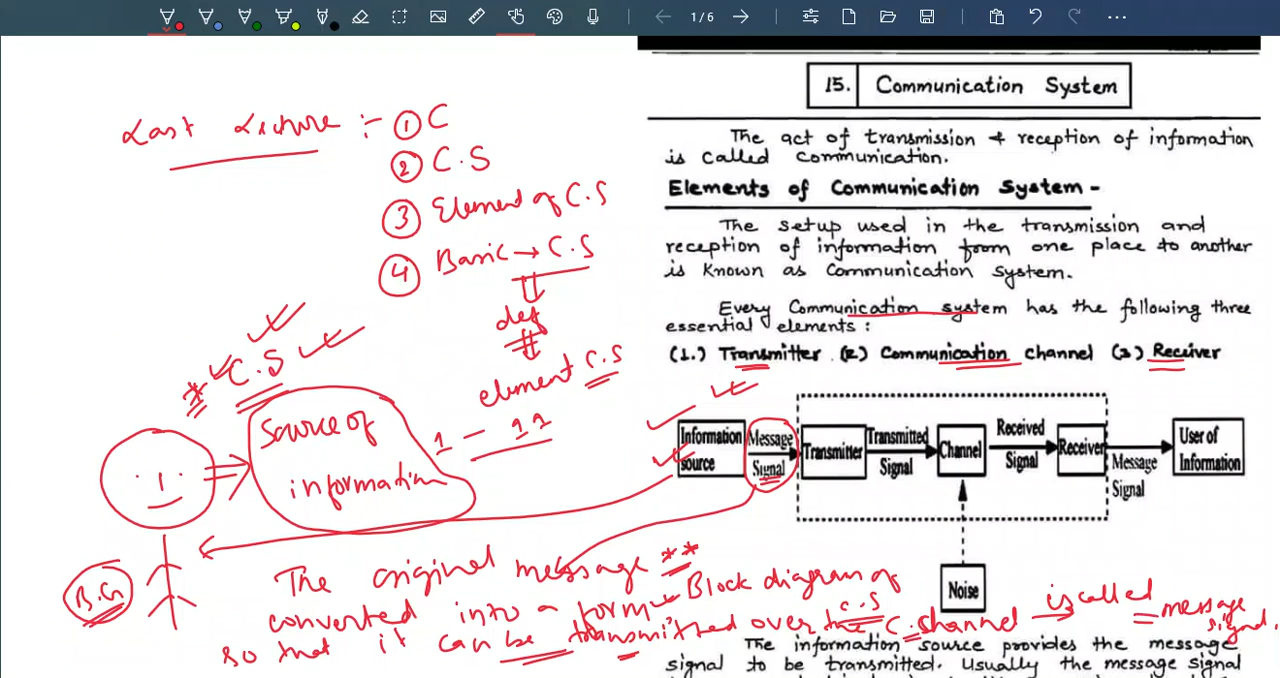 1/6
Last Lecture :- ① C
② C.S
③ Element of C.S
④ Basic → C.S
def
element C.S
1 - 11
* C.S
Source of
information
B.G
The original message **
converted into a form
so that it can be transmitted over the C. channel is called message
signal.
Block diagram of
C.S
15. Communication System
The act of transmission & reception of information
is called communication.
Elements of Communication System -
The setup used in the transmission and
reception of information from one place to another
is known as communication system.
Every Communication system has the following three
essential elements :
(1.) Transmitter (2.) Communication channel (3.) Receiver
Information
source
Message
Signal
Transmitter
Transmitted
Signal
Channel
Received
Signal
Receiver
Message
Signal
User of
Information
Noise
The information source provides the message
signal to be transmitted. Usually the message signal